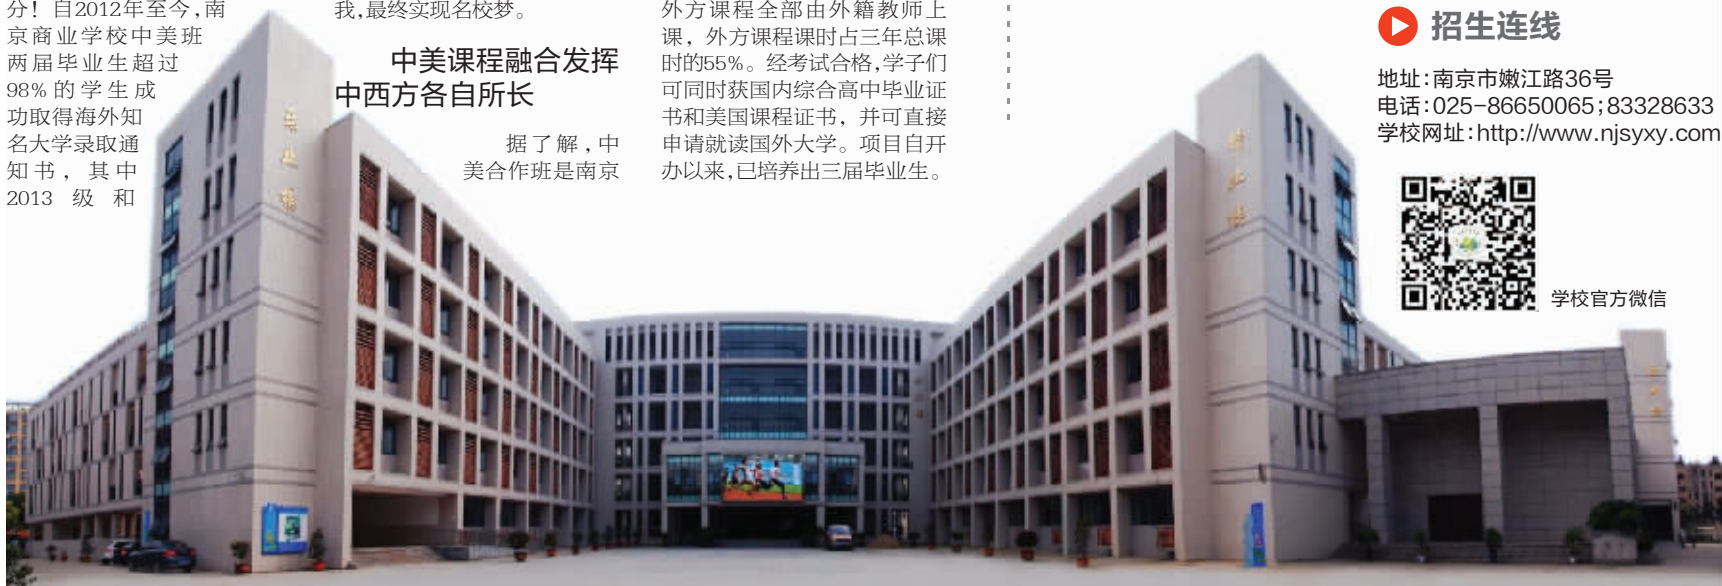 分！自2012年至今,南
京商业学校中美班
两届毕业生超过
98%的学生成
功取得海外知
名大学录取通
知书，其中
2013级和
我,最终实现名校梦。
中美课程融合发挥
中西方各自所长
据了解,中
美合作班是南京
外方课程全部由外籍教师上
课，外方课程课时占三年总课
时的55%。经考试合格,学子们
可同时获国内综合高中毕业证
书和美国课程证书，并可直接
申请就读国外大学。项目自开
办以来,已培养出三届毕业生。
招生连线
地址:南京市嫩江路36号
电话:025-86650065;83328633
学校网址:http://www.njsyxy.com
学校官方微信